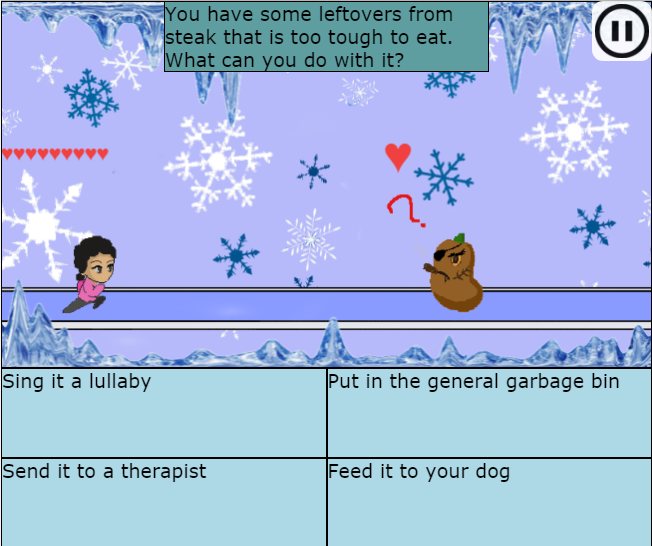 You have some leftovers from
steak that is too tough to eat.
What can you do with it?
?
Sing it a lullaby
Put in the general garbage bin
Send it to a therapist
Feed it to your dog